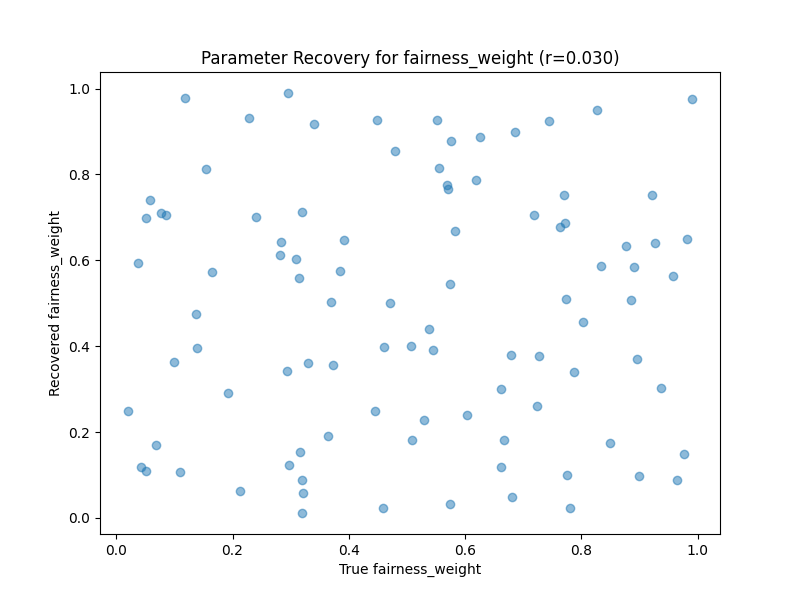 Parameter Recovery for fairness_weight (r=0.030)
Recovered fairness_weight
1.0
0.8
0.6
0.4
0.2
0.0
0.0 0.2 0.4 0.6 0.8 1.0
True fairness_weight